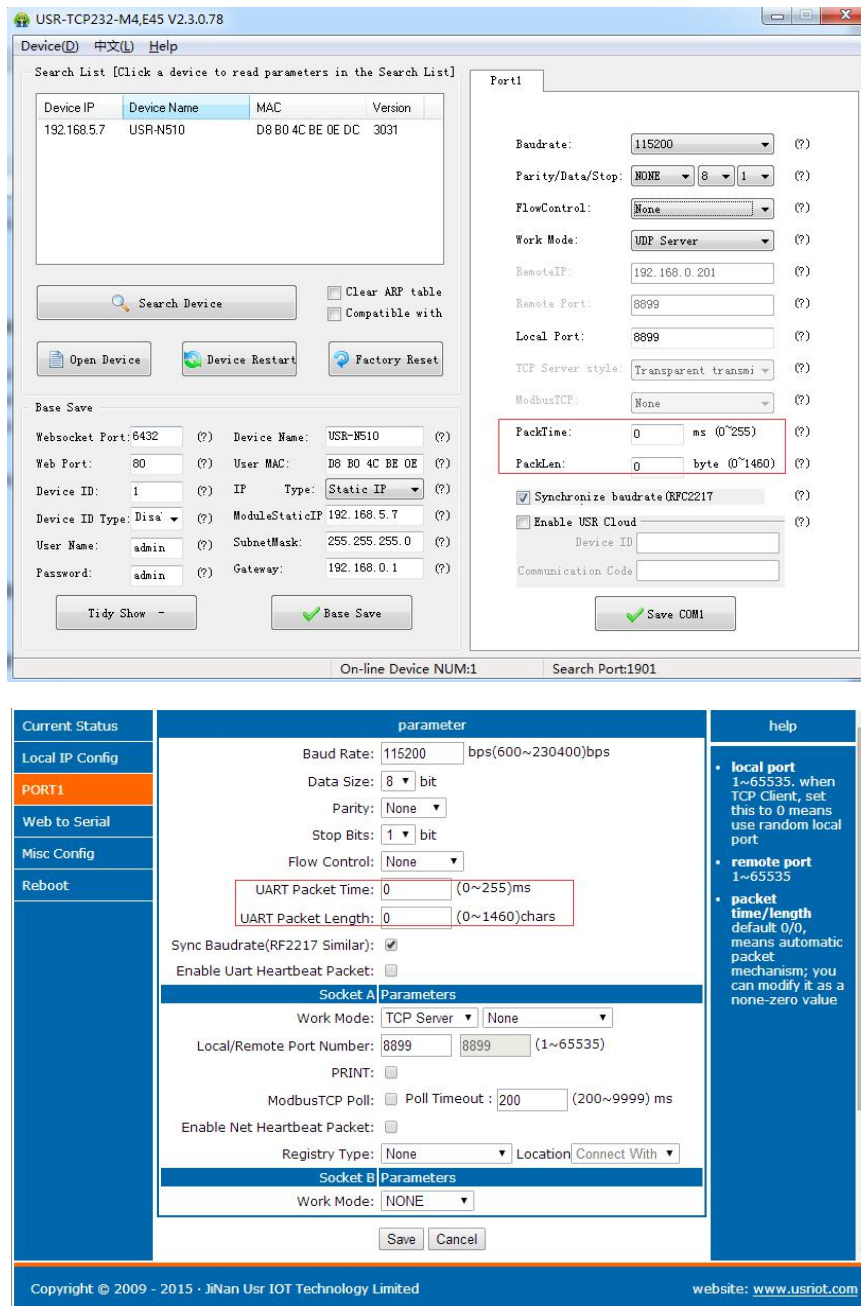 USR-TCP232-M4,E45 V2.3.0.78
Device(D) 中文(L) Help
Search List [Click a device to read parameters in the Search List]
Device IP Device Name MAC Version
192.168.5.7 USR-N510 D8 B0 4C BE 0E DC 3031
Search Device
Clear ARP table
Compatible with
Open Device Device Restart Factory Reset
Base Save
Websocket Port: 6432 (?) Device Name: USR-N510 (?)
Web Port: 80 (?) User MAC: D8 B0 4C BE 0E (?)
Device ID: 1 (?) IP Type: Static IP (?)
Device ID Type: Disa (?) ModuleStaticIP 192.168.5.7 (?)
User Name: admin (?) SubnetMask: 255.255.255.0 (?)
Password: admin (?) Gateway: 192.168.0.1 (?)
Tidy Show - Base Save
Port1
Baudrate: 115200 (?)
Parity/Data/Stop: NONE 8 1 (?)
FlowControl: None (?)
Work Mode: UDP Server (?)
RemoteIP: 192.168.0.201 (?)
Remote Port: 8899 (?)
Local Port: 8899 (?)
TCP Server style: Transparent transmi (?)
ModbusTCP: None (?)
PackTime: 0 ms (0~255) (?)
PackLen: 0 byte (0~1460) (?)
Synchronize baudrate(RFC2217 (?)
Enable USR Cloud (?)
Device ID
Communication Code
Save COM1
On-line Device NUM:1 Search Port:1901
Current Status
Local IP Config
PORT1
Web to Serial
Misc Config
Reboot
parameter
Baud Rate: 115200 bps(600~230400)bps
Data Size: 8 bit
Parity: None
Stop Bits: 1 bit
Flow Control: None
UART Packet Time: 0 (0~255)ms
UART Packet Length: 0 (0~1460)chars
Sync Baudrate(RF2217 Similar):
Enable Uart Heartbeat Packet:
Socket A Parameters
Work Mode: TCP Server None
Local/Remote Port Number: 8899 8899 (1~65535)
PRINT:
ModbusTCP Poll: Poll Timeout : 200 (200~9999) ms
Enable Net Heartbeat Packet:
Registry Type: None Location Connect With
Socket B Parameters
Work Mode: NONE
Save Cancel
help
• local port
1~65535. when
TCP Client, set
this to 0 means
use random local
port
• remote port
1~65535
• packet
time/length
default 0/0,
means automatic
packet
mechanism; you
can modify it as a
none-zero value
Copyright © 2009 - 2015 · JiNan Usr IOT Technology Limited website: www.usriot.com